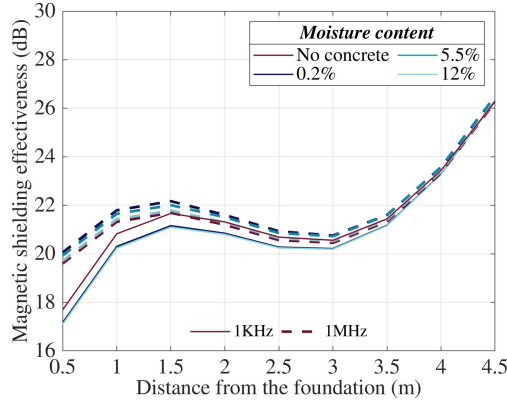 Moisture content
No concrete 5.5%
0.2% 12%
Magnetic shielding effectiveness (dB)
30
28
26
24
22
20
18
16
1KHz 1MHz
0.5 1 1.5 2 2.5 3 3.5 4 4.5
Distance from the foundation (m)